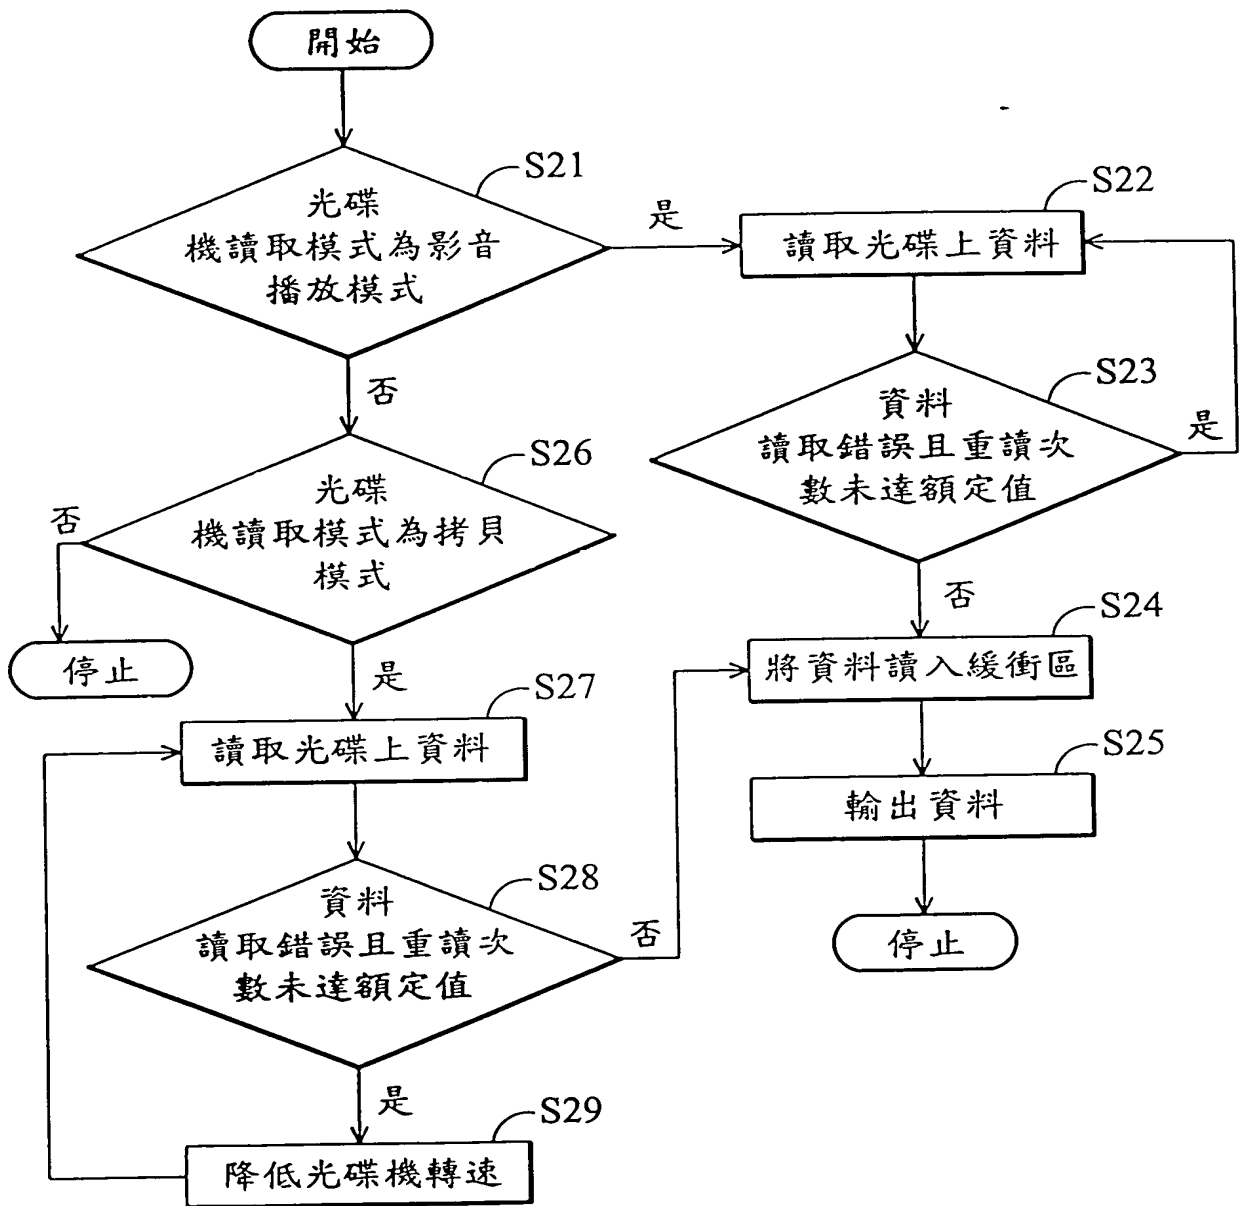 開始
S21
光碟
機讀取模式為影音
播放模式
是
S22
讀取光碟上資料
否
S23
資料
讀取錯誤且重讀次
數未達額定值
是
S26
光碟
機讀取模式為拷貝
模式
否
停止
是
否
S24
將資料讀入緩衝區
S27
讀取光碟上資料
S25
輸出資料
S28
資料
讀取錯誤且重讀次
數未達額定值
否
停止
是
S29
降低光碟機轉速